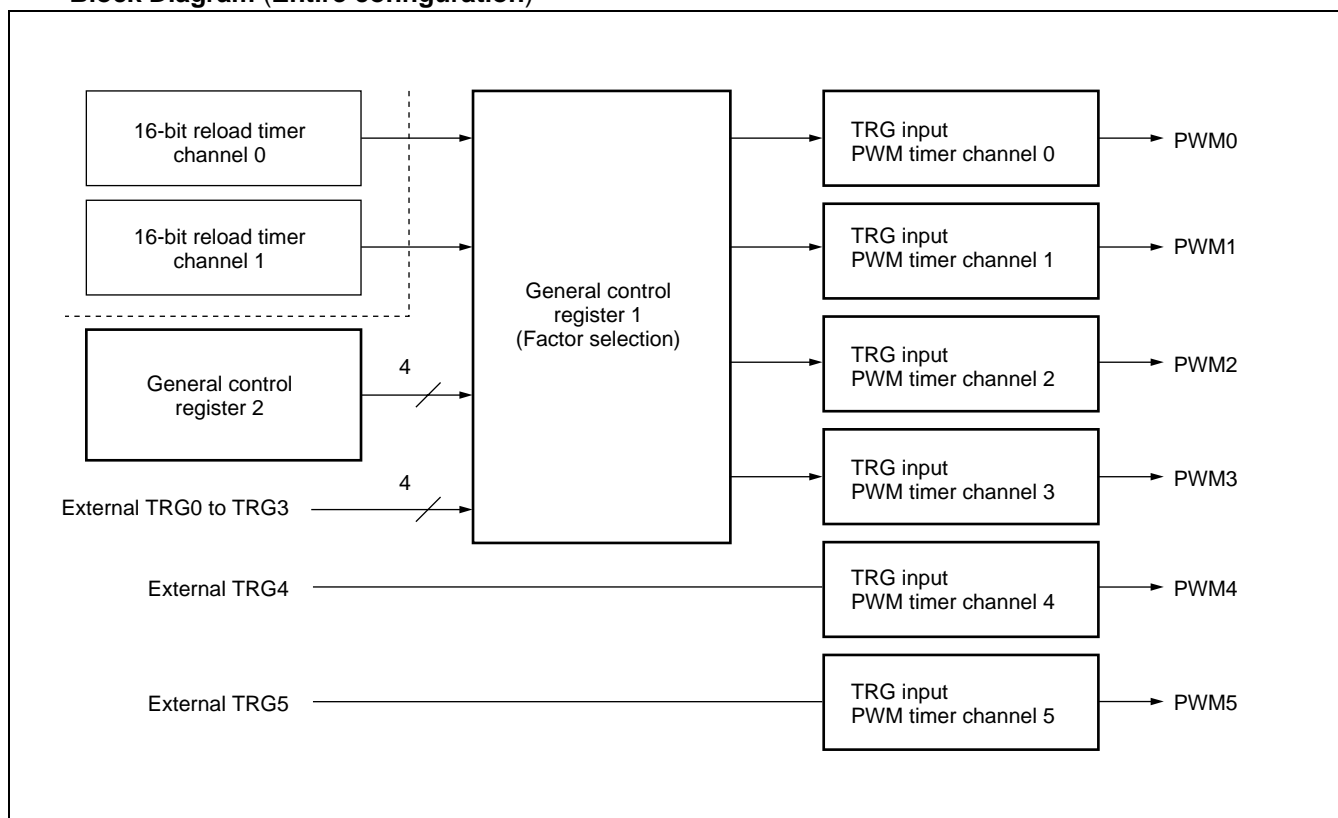 Block Diagram (Entire configuration)
16-bit reload timer
channel 0
16-bit reload timer
channel 1
General control
register 2
4
External TRG0 to TRG3
4
External TRG4
External TRG5
General control
register 1
(Factor selection)
TRG input
PWM timer channel 0
PWM0
TRG input
PWM timer channel 1
PWM1
TRG input
PWM timer channel 2
PWM2
TRG input
PWM timer channel 3
PWM3
TRG input
PWM timer channel 4
PWM4
TRG input
PWM timer channel 5
PWM5